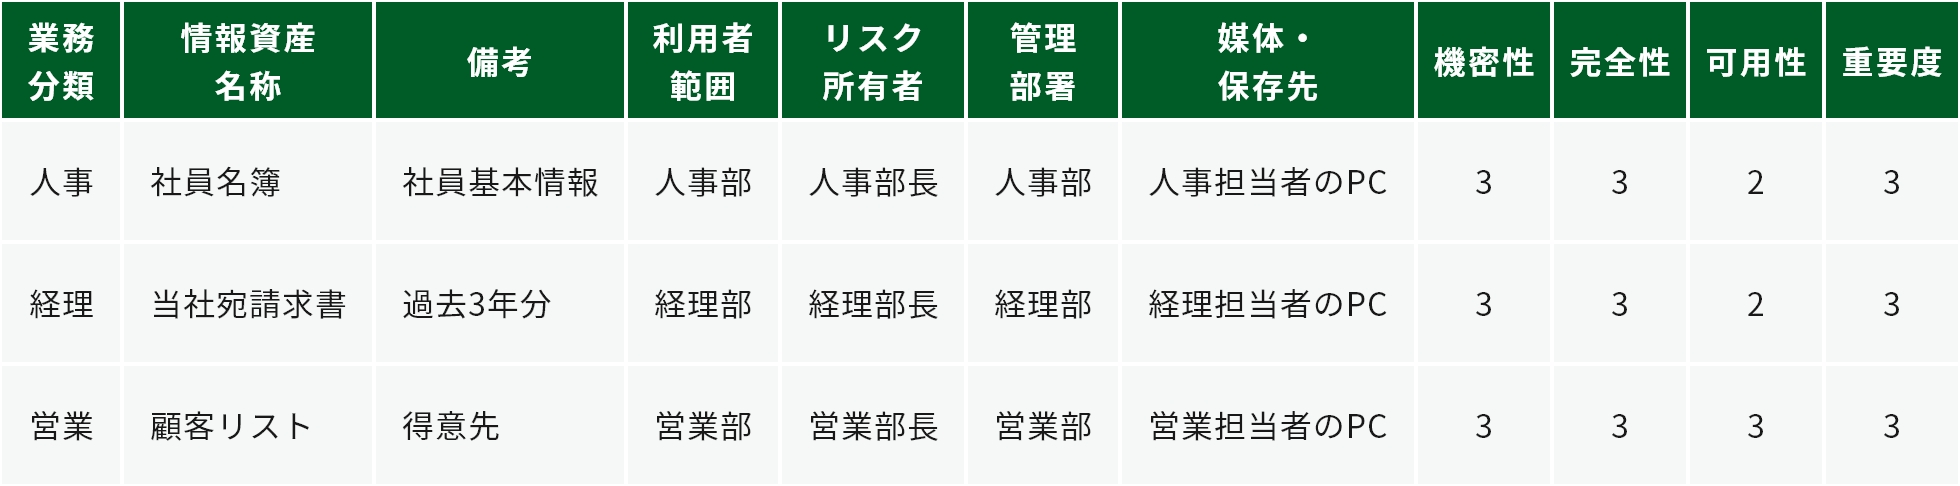 業務
分類
情報資産
名称
備考
利用者
範囲
リスク
所有者
管理
部署
媒体・
保存先
機密性
完全性
可用性
重要度
人事 社員名簿 社員基本情報 人事部 人事部長 人事部 人事担当者のPC 3 3 2 3
経理 当社宛請求書 過去3年分 経理部 経理部長 経理部 経理担当者のPC 3 3 2 3
営業 顧客リスト 得意先 営業部 営業部長 営業部 営業担当者のPC 3 3 3 3